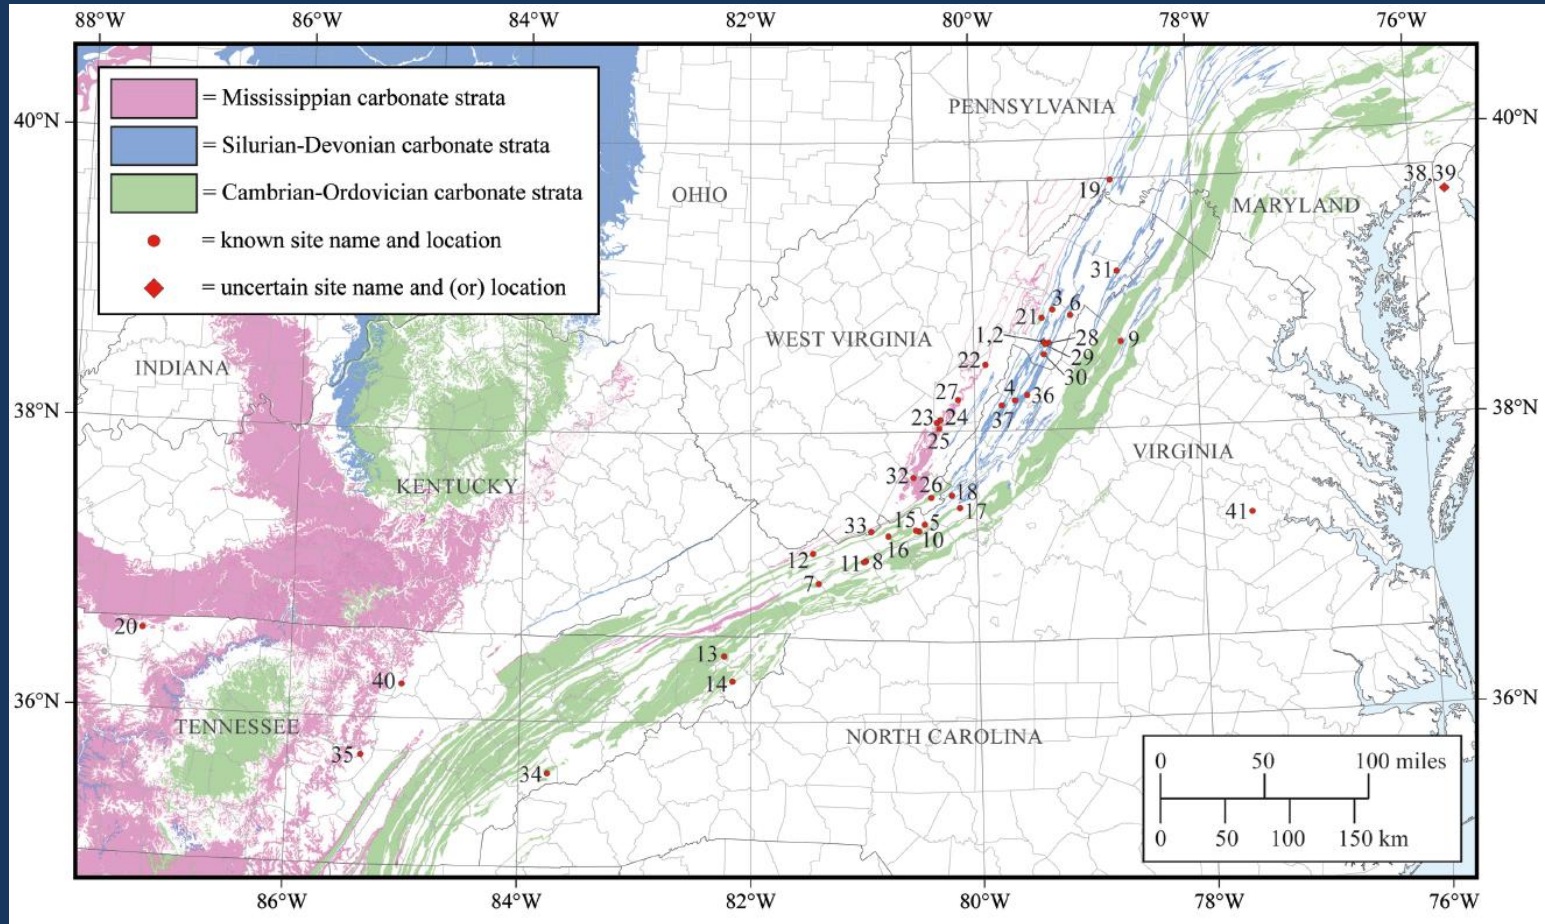 88°W 86°W 84°W 82°W 80°W 78°W 76°W
= Mississippian carbonate strata
= Silurian-Devonian carbonate strata
= Cambrian-Ordovician carbonate strata
= known site name and location
= uncertain site name and (or) location
PENNSYLVANIA
40°N
40°N
OHIO
19
38,39
MARYLAND
31
3
6
21
WEST VIRGINIA
1,2
28
9
29
INDIANA
22
30
27
4
36
38°N
38°N
23
24
37
25
VIRGINIA
KENTUCKY
32
26
18
17
41
33
15
5
10
16
12
11
8
7
20
13
14
40
36°N
36°N
TENNESSEE
35
34
NORTH CAROLINA
0 50 100 miles
0 50 100 150 km
86°W 84°W 82°W 80°W 78°W 76°W